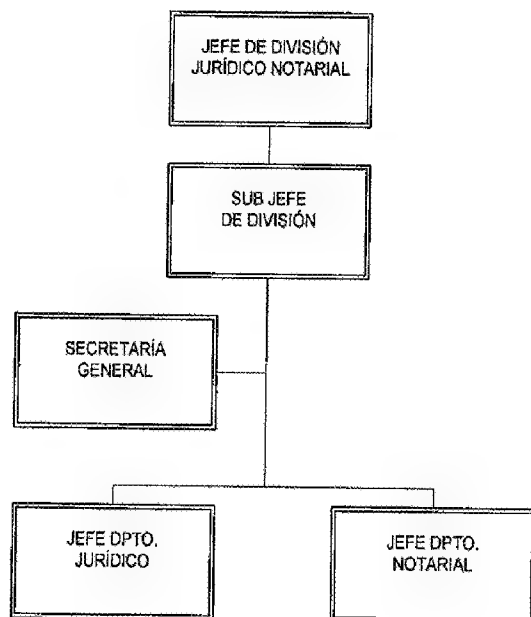 JEFE DE DIVISIÓN
JURÍDICO NOTARIAL
SUB JEFE
DE DIVISIÓN
SECRETARÍA
GENERAL
JEFE DPTO.
JURÍDICO
JEFE DPTO.
NOTARIAL